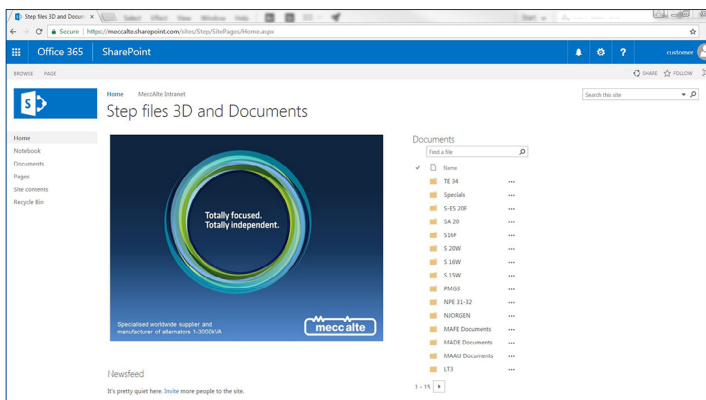 Step files 3D and Docum
Secure
https://meccalte.sharepoint.com/sites/Step/SitePages/Home.aspx
Office 365
SharePoint
?
customer
BROWSE
PAGE
SHARE
FOLLOW
S
Home
MeccAlte Intranet
Search this site
Step files 3D and Documents
Home
Notebook
Documents
Pages
Site contents
Recycle Bin
Totally focused.
Totally independent.
Specialised worldwide supplier and
manufacturer of alternators 1-3000kVA
meccalte
Documents
Find a file
Name
TE 34
Specials
S-ES 20F
SA 20
S16F
S 20W
S 16W
S 15W
PMG3
NPE 31-32
NJORGEN
MAFE Documents
MADE Documents
MAAU Documents
LT3
1 - 15
Newsfeed
It's pretty quiet here. Invite more people to the site.